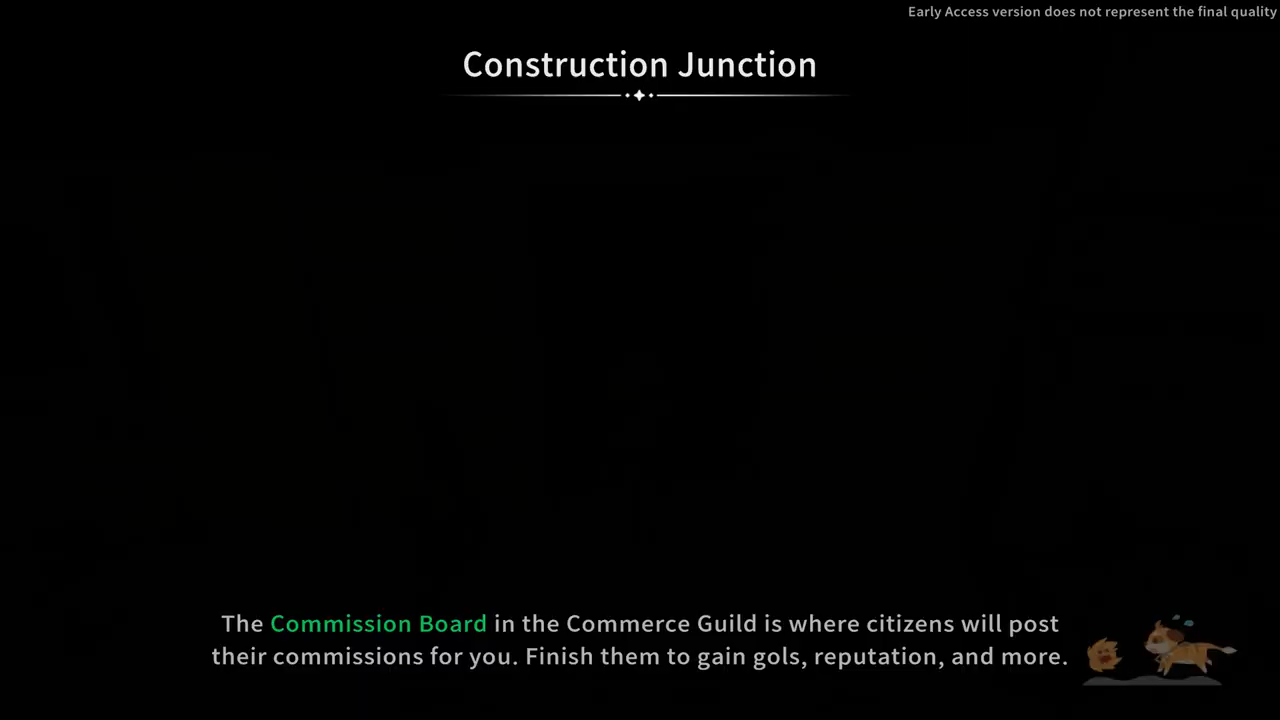 Early Access version does not represent the final quality
Construction Junction
The Commission Board in the Commerce Guild is where citizens will post
their commissions for you. Finish them to gain gols, reputation, and more.